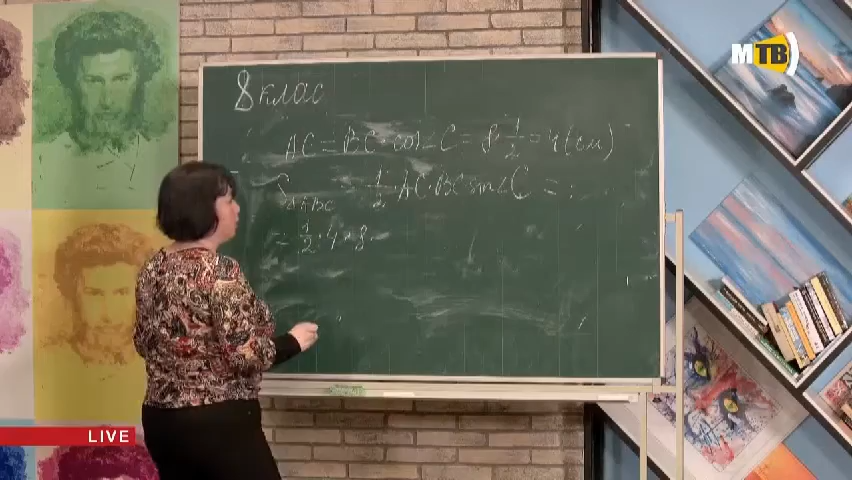 МТВ
8 клас
AC = BC · cos∠C = 8 · 1/2 = 4 (см)
S△ABC = 1/2 · AC · BC sin∠C =
= 1/2 · 4 · 8 ·
LIVE